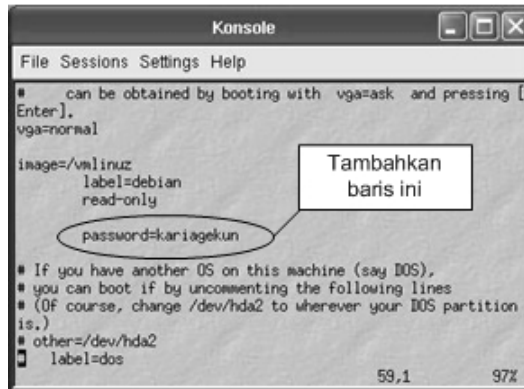 Konsole
File Sessions Settings Help
#     can be obtained by booting with  vga=ask  and pressing [
Enter].
vga=normal
image=/vmlinuz
label=debian
read-only
Tambahkan
baris ini
password=kariagekun
# If you have another OS on this machine (say DOS),
# you can boot if by uncommenting the following lines
# (Of course, change /dev/hda2 to wherever your DOS partition
is.)
# other=/dev/hda2
label=dos
59,1 97%